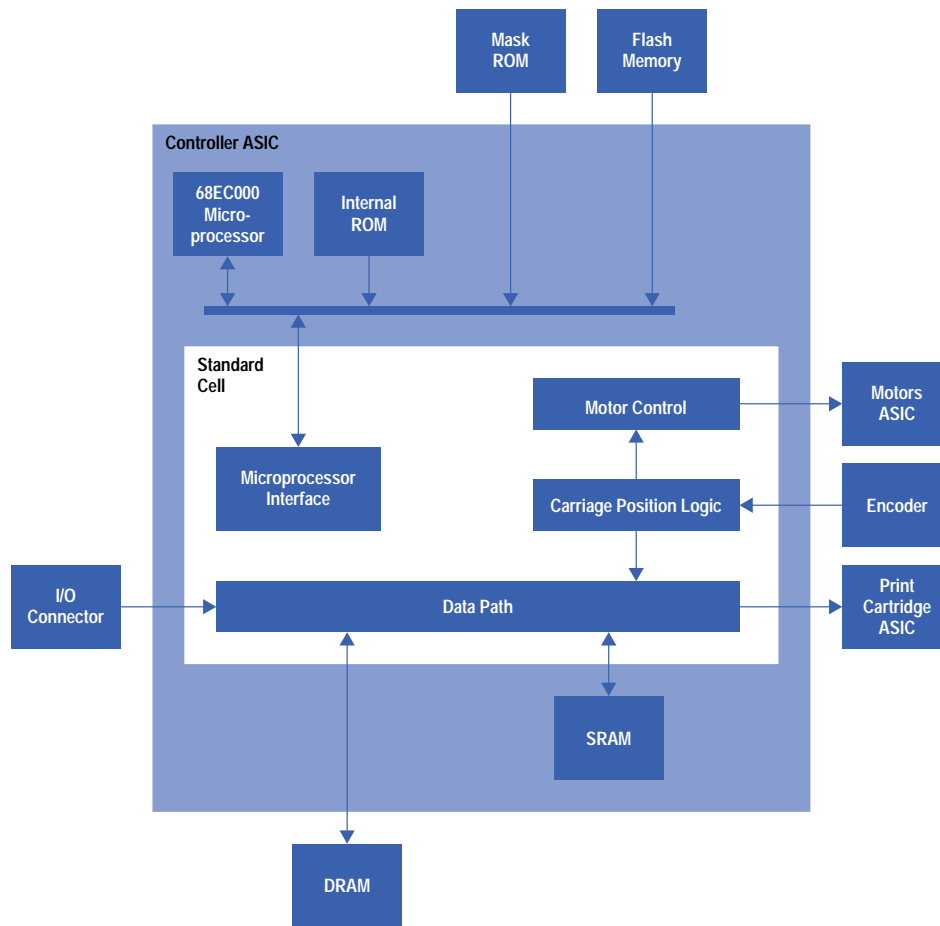 Mask
ROM
Flash
Memory
Controller ASIC
68EC000
Micro-
processor
Internal
ROM
Standard
Cell
Motor Control
Motors
ASIC
Microprocessor
Interface
Carriage Position Logic
Encoder
I/O
Connector
Data Path
Print
Cartridge
ASIC
SRAM
DRAM